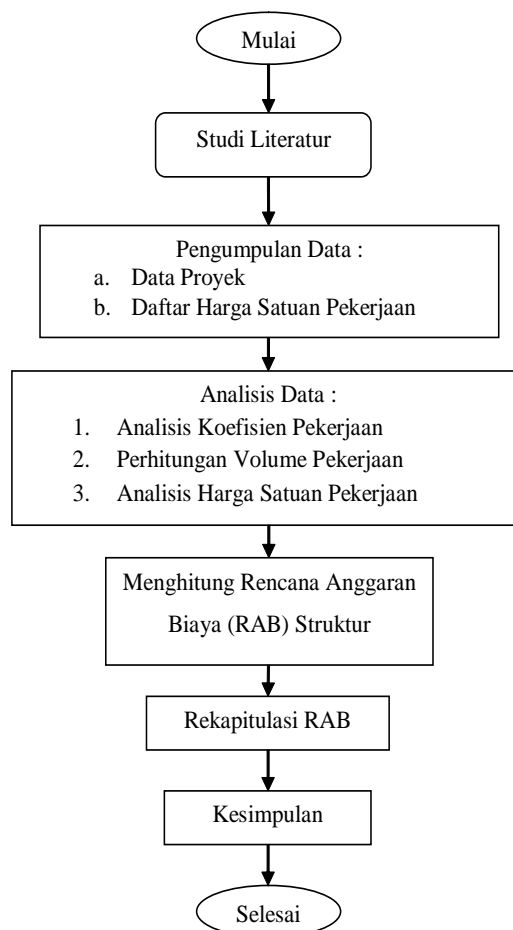 Mulai
Studi Literatur
Pengumpulan Data :
a. Data Proyek
b. Daftar Harga Satuan Pekerjaan
Analisis Data :
1. Analisis Koefisien Pekerjaan
2. Perhitungan Volume Pekerjaan
3. Analisis Harga Satuan Pekerjaan
Menghitung Rencana Anggaran
Biaya (RAB) Struktur
Rekapitulasi RAB
Kesimpulan
Selesai